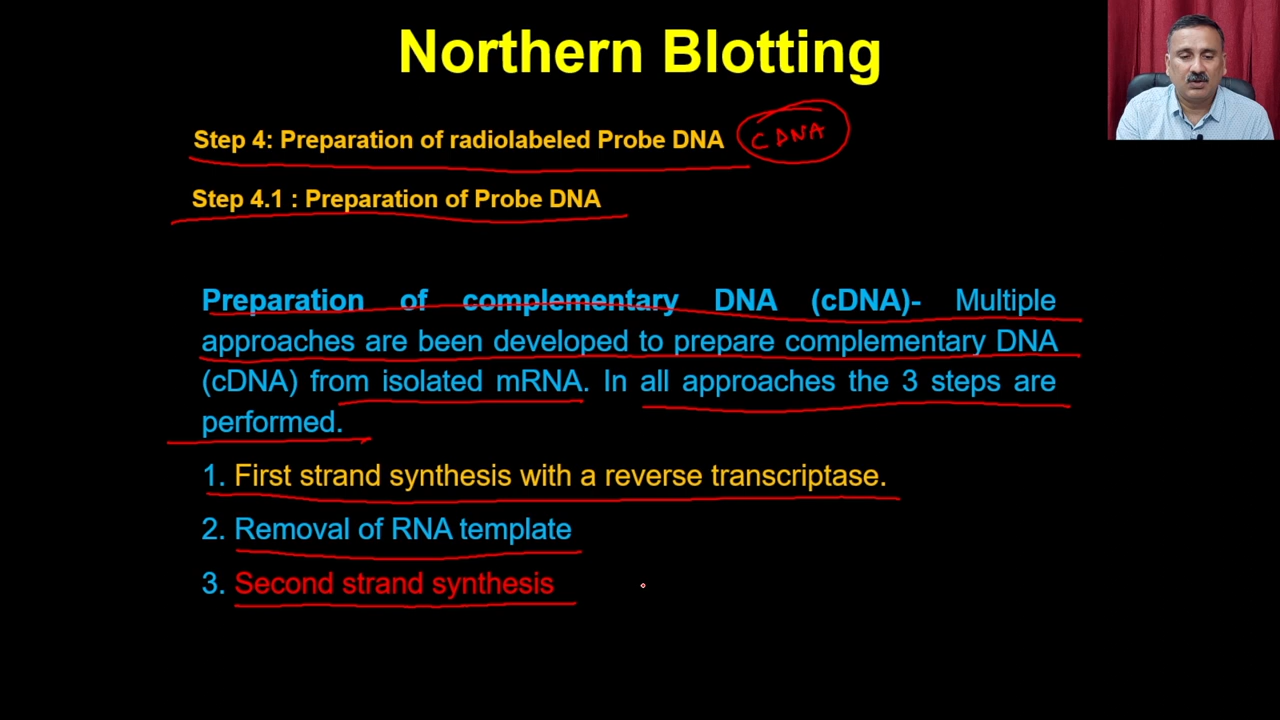 Northern Blotting
Step 4: Preparation of radiolabeled Probe DNA cDNA
Step 4.1 : Preparation of Probe DNA
Preparation of complementary DNA (cDNA)- Multiple
approaches are been developed to prepare complementary DNA
(cDNA) from isolated mRNA. In all approaches the 3 steps are
performed.
1. First strand synthesis with a reverse transcriptase.
2. Removal of RNA template
3. Second strand synthesis